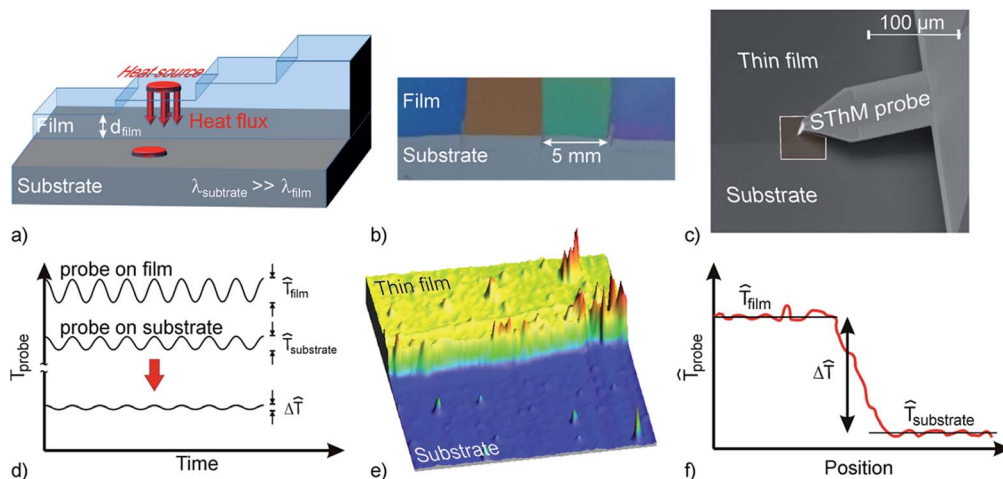 Heat source
Film
d_film
Heat flux
Substrate
λ_subtrate >> λ_film
a)
Film
Substrate
5 mm
b)
100 µm
Thin film
SThM probe
Substrate
c)
probe on film
T̂_film
probe on substrate
T̂_substrate
T_probe
ΔT̂
Time
d)
Thin film
Substrate
e)
T̂_film
T̂_probe
ΔT̂
T̂_substrate
Position
f)